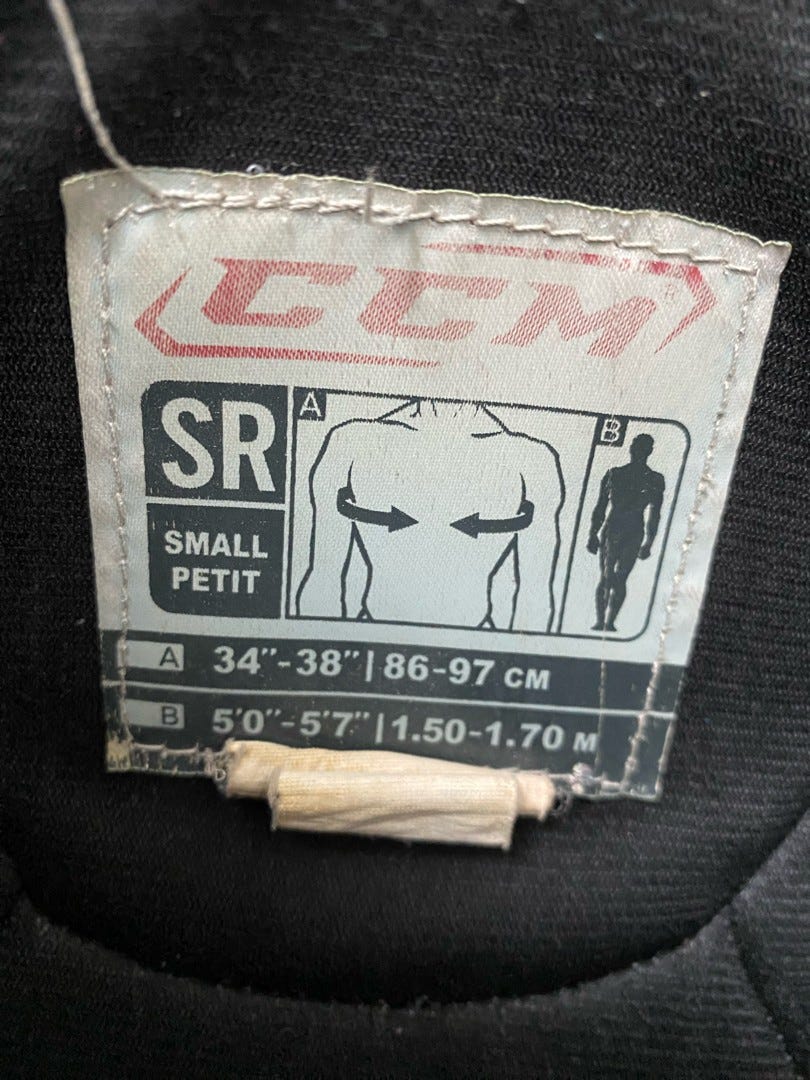 CCM®
SR
SMALL
PETIT
A
B
A 34"-38" | 86-97 CM
B 5'0"-5'7" | 1.50-1.70 M